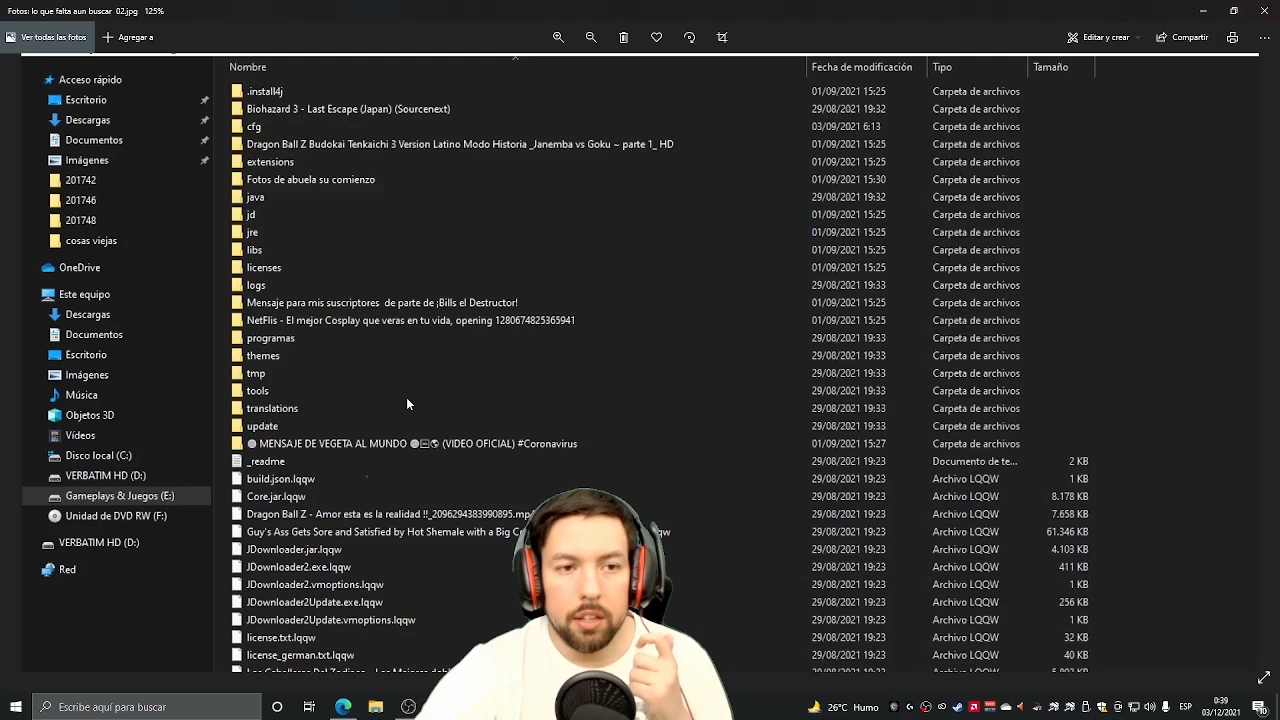 Fotos lo que falta aun buscar  02.jpg   1256
Ver todas las fotos
Agregar a
Editar y crear
Compartir
Nombre
Fecha de modificación
Tipo
Tamaño
Acceso rápido
Escritorio
Descargas
Documentos
Imágenes
201742
201746
201748
cosas viejas
OneDrive
Este equipo
Descargas
Documentos
Escritorio
Imágenes
Música
Objetos 3D
Vídeos
Disco local (C:)
VERBATIM HD (D:)
Gameplays & Juegos (E:)
Unidad de DVD RW (F:)
VERBATIM HD (D:)
Red
.install4j 01/09/2021 15:25 Carpeta de archivos
Biohazard 3 - Last Escape (Japan) (Sourcenext) 29/08/2021 19:32 Carpeta de archivos
cfg 03/09/2021 6:13 Carpeta de archivos
Dragon Ball Z Budokai Tenkaichi 3 Version Latino Modo Historia _Janemba vs Goku ~ parte 1_ HD 01/09/2021 15:25 Carpeta de archivos
extensions 01/09/2021 15:25 Carpeta de archivos
Fotos de abuela su comienzo 01/09/2021 15:30 Carpeta de archivos
java 29/08/2021 19:32 Carpeta de archivos
jd 01/09/2021 15:25 Carpeta de archivos
jre 01/09/2021 15:25 Carpeta de archivos
libs 01/09/2021 15:25 Carpeta de archivos
licenses 01/09/2021 15:25 Carpeta de archivos
logs 29/08/2021 19:33 Carpeta de archivos
Mensaje para mis suscriptores  de parte de ¡Bills el Destructor! 01/09/2021 15:25 Carpeta de archivos
NetFlis - El mejor Cosplay que veras en tu vida, opening 1280674825365941 01/09/2021 15:25 Carpeta de archivos
programas 29/08/2021 19:33 Carpeta de archivos
themes 29/08/2021 19:33 Carpeta de archivos
tmp 29/08/2021 19:33 Carpeta de archivos
tools 29/08/2021 19:33 Carpeta de archivos
translations 29/08/2021 19:33 Carpeta de archivos
update 29/08/2021 19:33 Carpeta de archivos
MENSAJE DE VEGETA AL MUNDO (VIDEO OFICIAL) #Coronavirus 01/09/2021 15:27 Carpeta de archivos
_readme 29/08/2021 19:23 Documento de te... 2 KB
build.json.lqqw 29/08/2021 19:23 Archivo LQQW 1 KB
Core.jar.lqqw 29/08/2021 19:23 Archivo LQQW 8.178 KB
Dragon Ball Z - Amor esta es la realidad !!_2096294383990895.mp 29/08/2021 19:23 Archivo LQQW 7.658 KB
Guy's Ass Gets Sore and Satisfied by Hot Shemale with a Big 29/08/2021 19:23 Archivo LQQW 61.346 KB
JDownloader.jar.lqqw 29/08/2021 19:23 Archivo LQQW 4.103 KB
JDownloader2.exe.lqqw 29/08/2021 19:23 Archivo LQQW 411 KB
JDownloader2.vmoptions.lqqw 29/08/2021 19:23 Archivo LQQW 1 KB
JDownloader2Update.exe.lqqw 29/08/2021 19:23 Archivo LQQW 256 KB
JDownloader2Update.vmoptions.lqqw 29/08/2021 19:23 Archivo LQQW 1 KB
license.txt.lqqw 29/08/2021 19:23 Archivo LQQW 32 KB
license_german.txt.lqqw 29/08/2021 19:23 Archivo LQQW 40 KB
Escribe aquí para buscar
26°C  Humo
ESP
0:39
03/12/2021